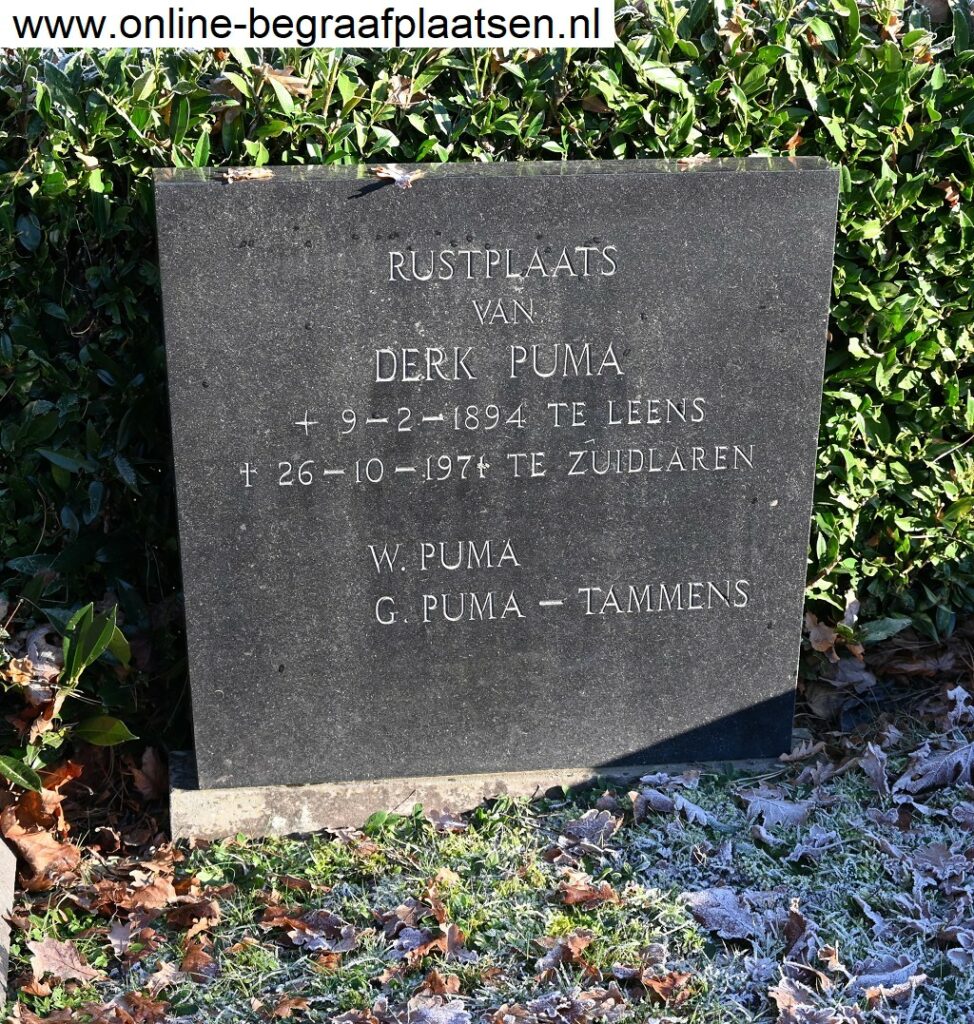 www.online-begraafplaatsen.nl
RUSTPLAATS
VAN
DERK PUMA
+ 9-2-1894 TE LEENS
† 26-10-1971 TE ZUIDLAREN
W. PUMA
G. PUMA - TAMMENS